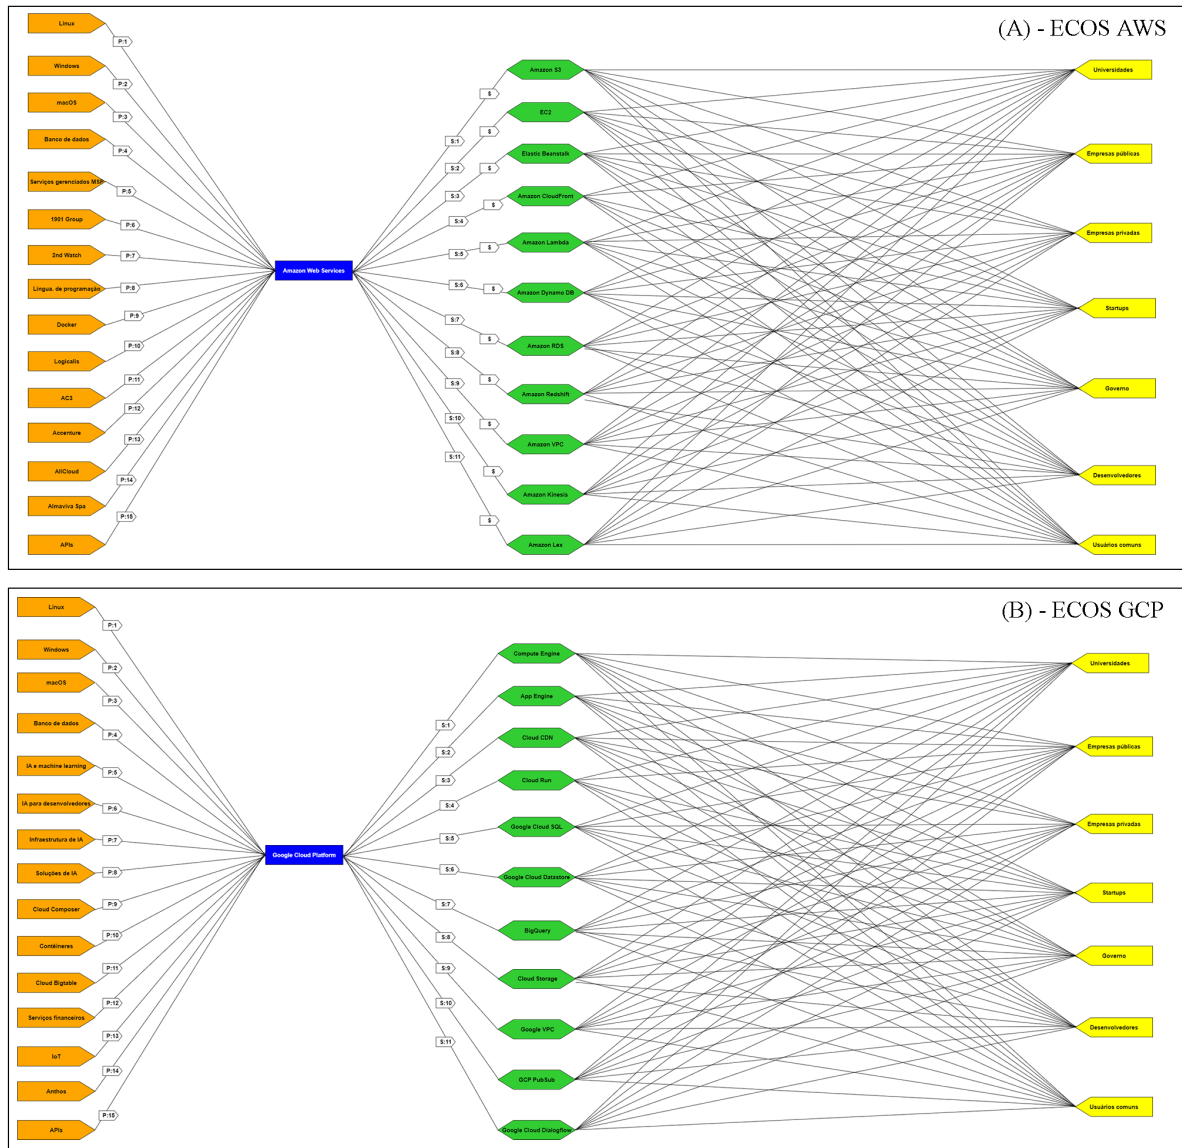 (A) - ECOS AWS
Linux
Windows
macOS
Banco de dados
Serviços gerenciados MSP
1901 Group
2nd Watch
Língua. de programação
Docker
Logicalis
AC3
Accenture
AllCloud
Almaviva Spa
APIs
P:1
P:2
P:3
P:4
P:5
P:6
P:7
P:8
P:9
P:10
P:11
P:12
P:13
P:14
P:15
Amazon Web Services
S:1
S:2
S:3
S:4
S:5
S:6
S:7
S:8
S:9
S:10
S:11
$
$
$
$
$
$
$
$
$
$
$
Amazon S3
EC2
Elastic Beanstalk
Amazon CloudFront
Amazon Lambda
Amazon Dynamo DB
Amazon RDS
Amazon Redshift
Amazon VPC
Amazon Kinesis
Amazon Lex
Universidades
Empresas públicas
Empresas privadas
Startups
Governo
Desenvolvedores
Usuários comuns
(B) - ECOS GCP
Linux
Windows
macOS
Banco de dados
IA e machine learning
IA para desenvolvedores
Infraestrutura de IA
Soluções de IA
Cloud Composer
Contêineres
Cloud Bigtable
Serviços financeiros
IoT
Anthos
APIs
P:1
P:2
P:3
P:4
P:5
P:6
P:7
P:8
P:9
P:10
P:11
P:12
P:13
P:14
P:15
Google Cloud Platform
S:1
S:2
S:3
S:4
S:5
S:6
S:7
S:8
S:9
S:10
S:11
Compute Engine
App Engine
Cloud CDN
Cloud Run
Google Cloud SQL
Google Cloud Datastore
BigQuery
Cloud Storage
Google VPC
GCP PubSub
Google Cloud Dialogflow
Universidades
Empresas públicas
Empresas privadas
Startups
Governo
Desenvolvedores
Usuários comuns